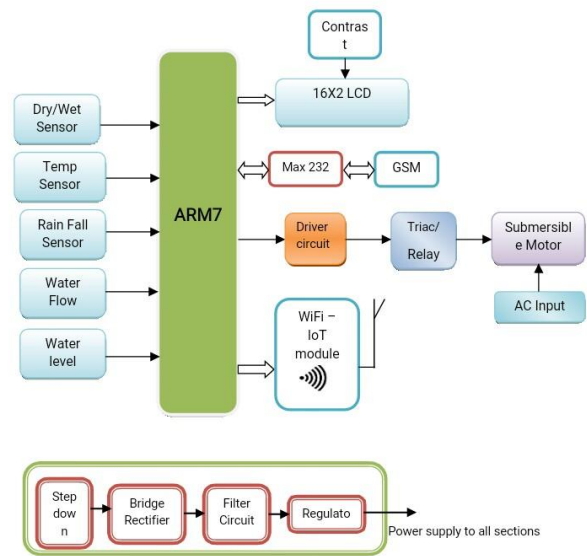 Contras
t
16X2 LCD
Dry/Wet
Sensor
Temp
Sensor
Rain Fall
Sensor
Water
Flow
Water
level
ARM7
Max 232
GSM
Driver
circuit
Triac/
Relay
Submersibl
e Motor
AC Input
WiFi –
IoT
module
Step
dow
n
Bridge
Rectifier
Filter
Circuit
Regulato
Power supply to all sections